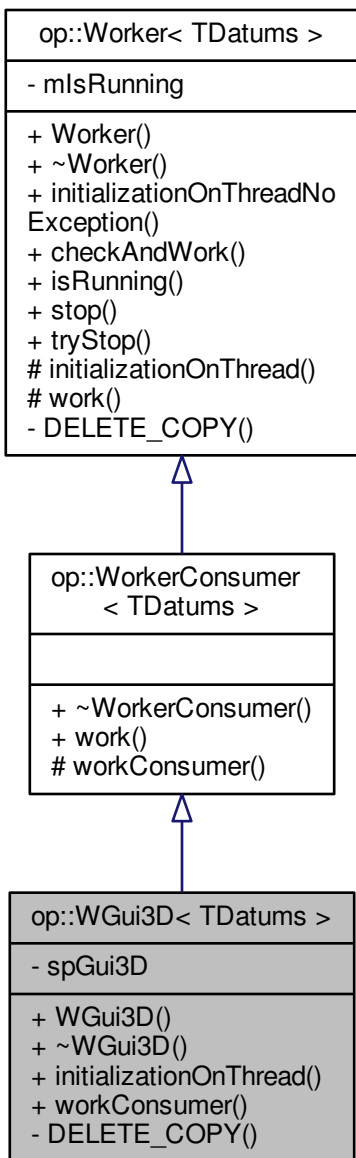 op::Worker< TDatums >
- mIsRunning
+ Worker()
+ ~Worker()
+ initializationOnThreadNo
Exception()
+ checkAndWork()
+ isRunning()
+ stop()
+ tryStop()
# initializationOnThread()
# work()
- DELETE_COPY()
op::WorkerConsumer
< TDatums >
+ ~WorkerConsumer()
+ work()
# workConsumer()
op::WGui3D< TDatums >
- spGui3D
+ WGui3D()
+ ~WGui3D()
+ initializationOnThread()
+ workConsumer()
- DELETE_COPY()